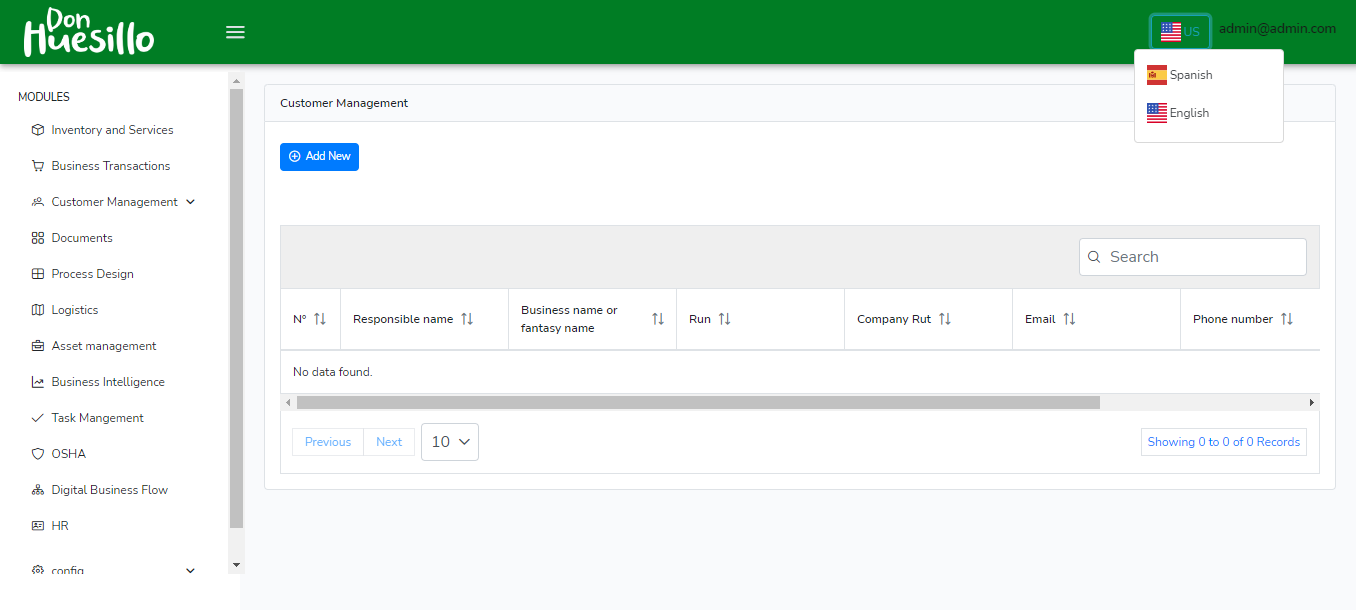 Don
Huesillo
US
admin@admin.com
Spanish
English
MODULES
Inventory and Services
Business Transactions
Customer Management
Documents
Process Design
Logistics
Asset management
Business Intelligence
Task Mangement
OSHA
Digital Business Flow
HR
config
Customer Management
Add New
Search
Nº
Responsible name
Business name or
fantasy name
Run
Company Rut
Email
Phone number
No data found.
Previous
Next
10
Showing 0 to 0 of 0 Records